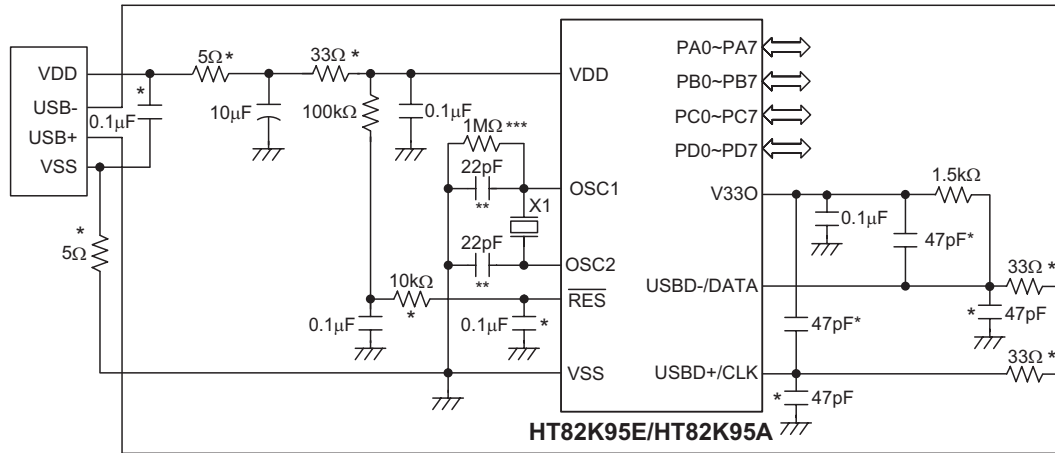 VDD
USB-
USB+
VSS
5Ω*
33Ω*
*
0.1μF
10μF
100kΩ
0.1μF
*
5Ω
1MΩ***
22pF
**
X1
22pF
**
10kΩ
*
0.1μF
0.1μF
*
VDD
OSC1
OSC2
RES
VSS
PA0~PA7
PB0~PB7
PC0~PC7
PD0~PD7
V33O
USBD-/DATA
USBD+/CLK
1.5kΩ
0.1μF
47pF*
33Ω*
*
47pF
47pF*
33Ω*
*
47pF
HT82K95E/HT82K95A